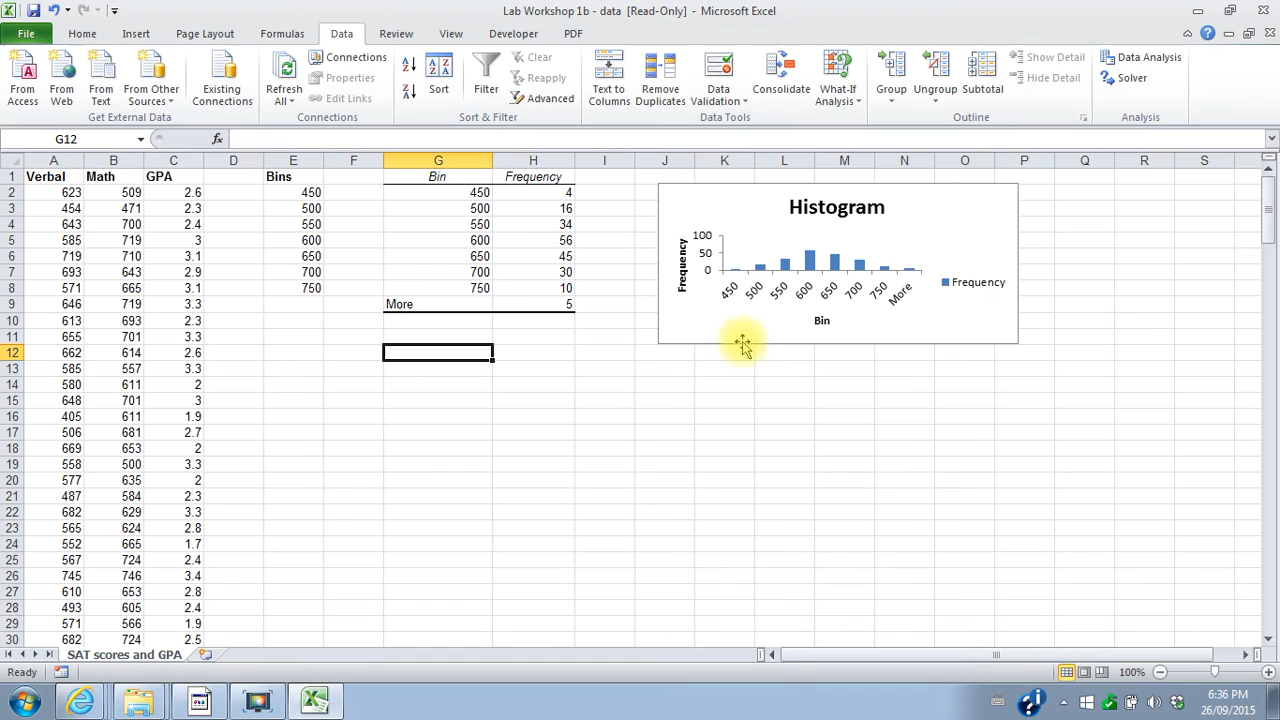 Lab Workshop 1b - data [Read-Only] - Microsoft Excel
File Home Insert Page Layout Formulas Data Review View Developer PDF
From Access From Web From Text From Other Sources Existing Connections Refresh All Connections Properties Edit Links Sort Filter Clear Reapply Advanced Text to Columns Remove Duplicates Data Validation Consolidate What-If Analysis Group Ungroup Subtotal Show Detail Hide Detail Data Analysis Solver
Get External Data Connections Sort & Filter Data Tools Outline Analysis
G12 fx
A B C D E F G H I J K L M N O P Q R S
1 Verbal Math GPA Bins Bin Frequency
2 623 509 2.6 450 450 4
3 454 471 2.3 500 500 16
4 643 700 2.4 550 550 34
5 585 719 3 600 600 56
6 719 710 3.1 650 650 45
7 693 643 2.9 700 700 30
8 571 665 3.1 750 750 10
9 646 719 3.3 More 5
10 613 693 2.3
11 655 701 3.3
12 662 614 2.6
13 585 557 3.3
14 580 611 2
15 648 701 3
16 405 611 1.9
17 506 681 2.7
18 669 653 2
19 558 500 3.3
20 577 635 2
21 487 584 2.3
22 682 629 3.3
23 565 624 2.8
24 552 665 1.7
25 567 724 2.4
26 745 746 3.4
27 610 653 2.8
28 493 605 2.4
29 571 566 1.9
30 682 724 2.5
Histogram
Frequency
100
50
0
450 500 550 600 650 700 750 More
Bin
Frequency
SAT scores and GPA
Ready 100%
6:36 PM
26/09/2015